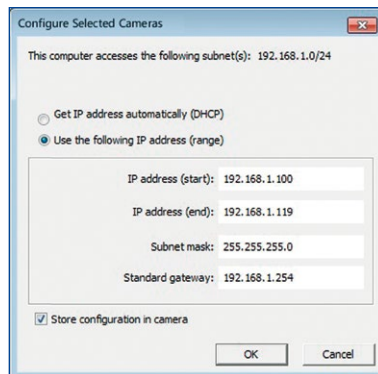 Configure Selected Cameras
This computer accesses the following subnet(s): 192.168.1.0/24
Get IP address automatically (DHCP)
Use the following IP address (range)
IP address (start): 192.168.1.100
IP address (end): 192.168.1.119
Subnet mask: 255.255.255.0
Standard gateway: 192.168.1.254
Store configuration in camera
OK Cancel